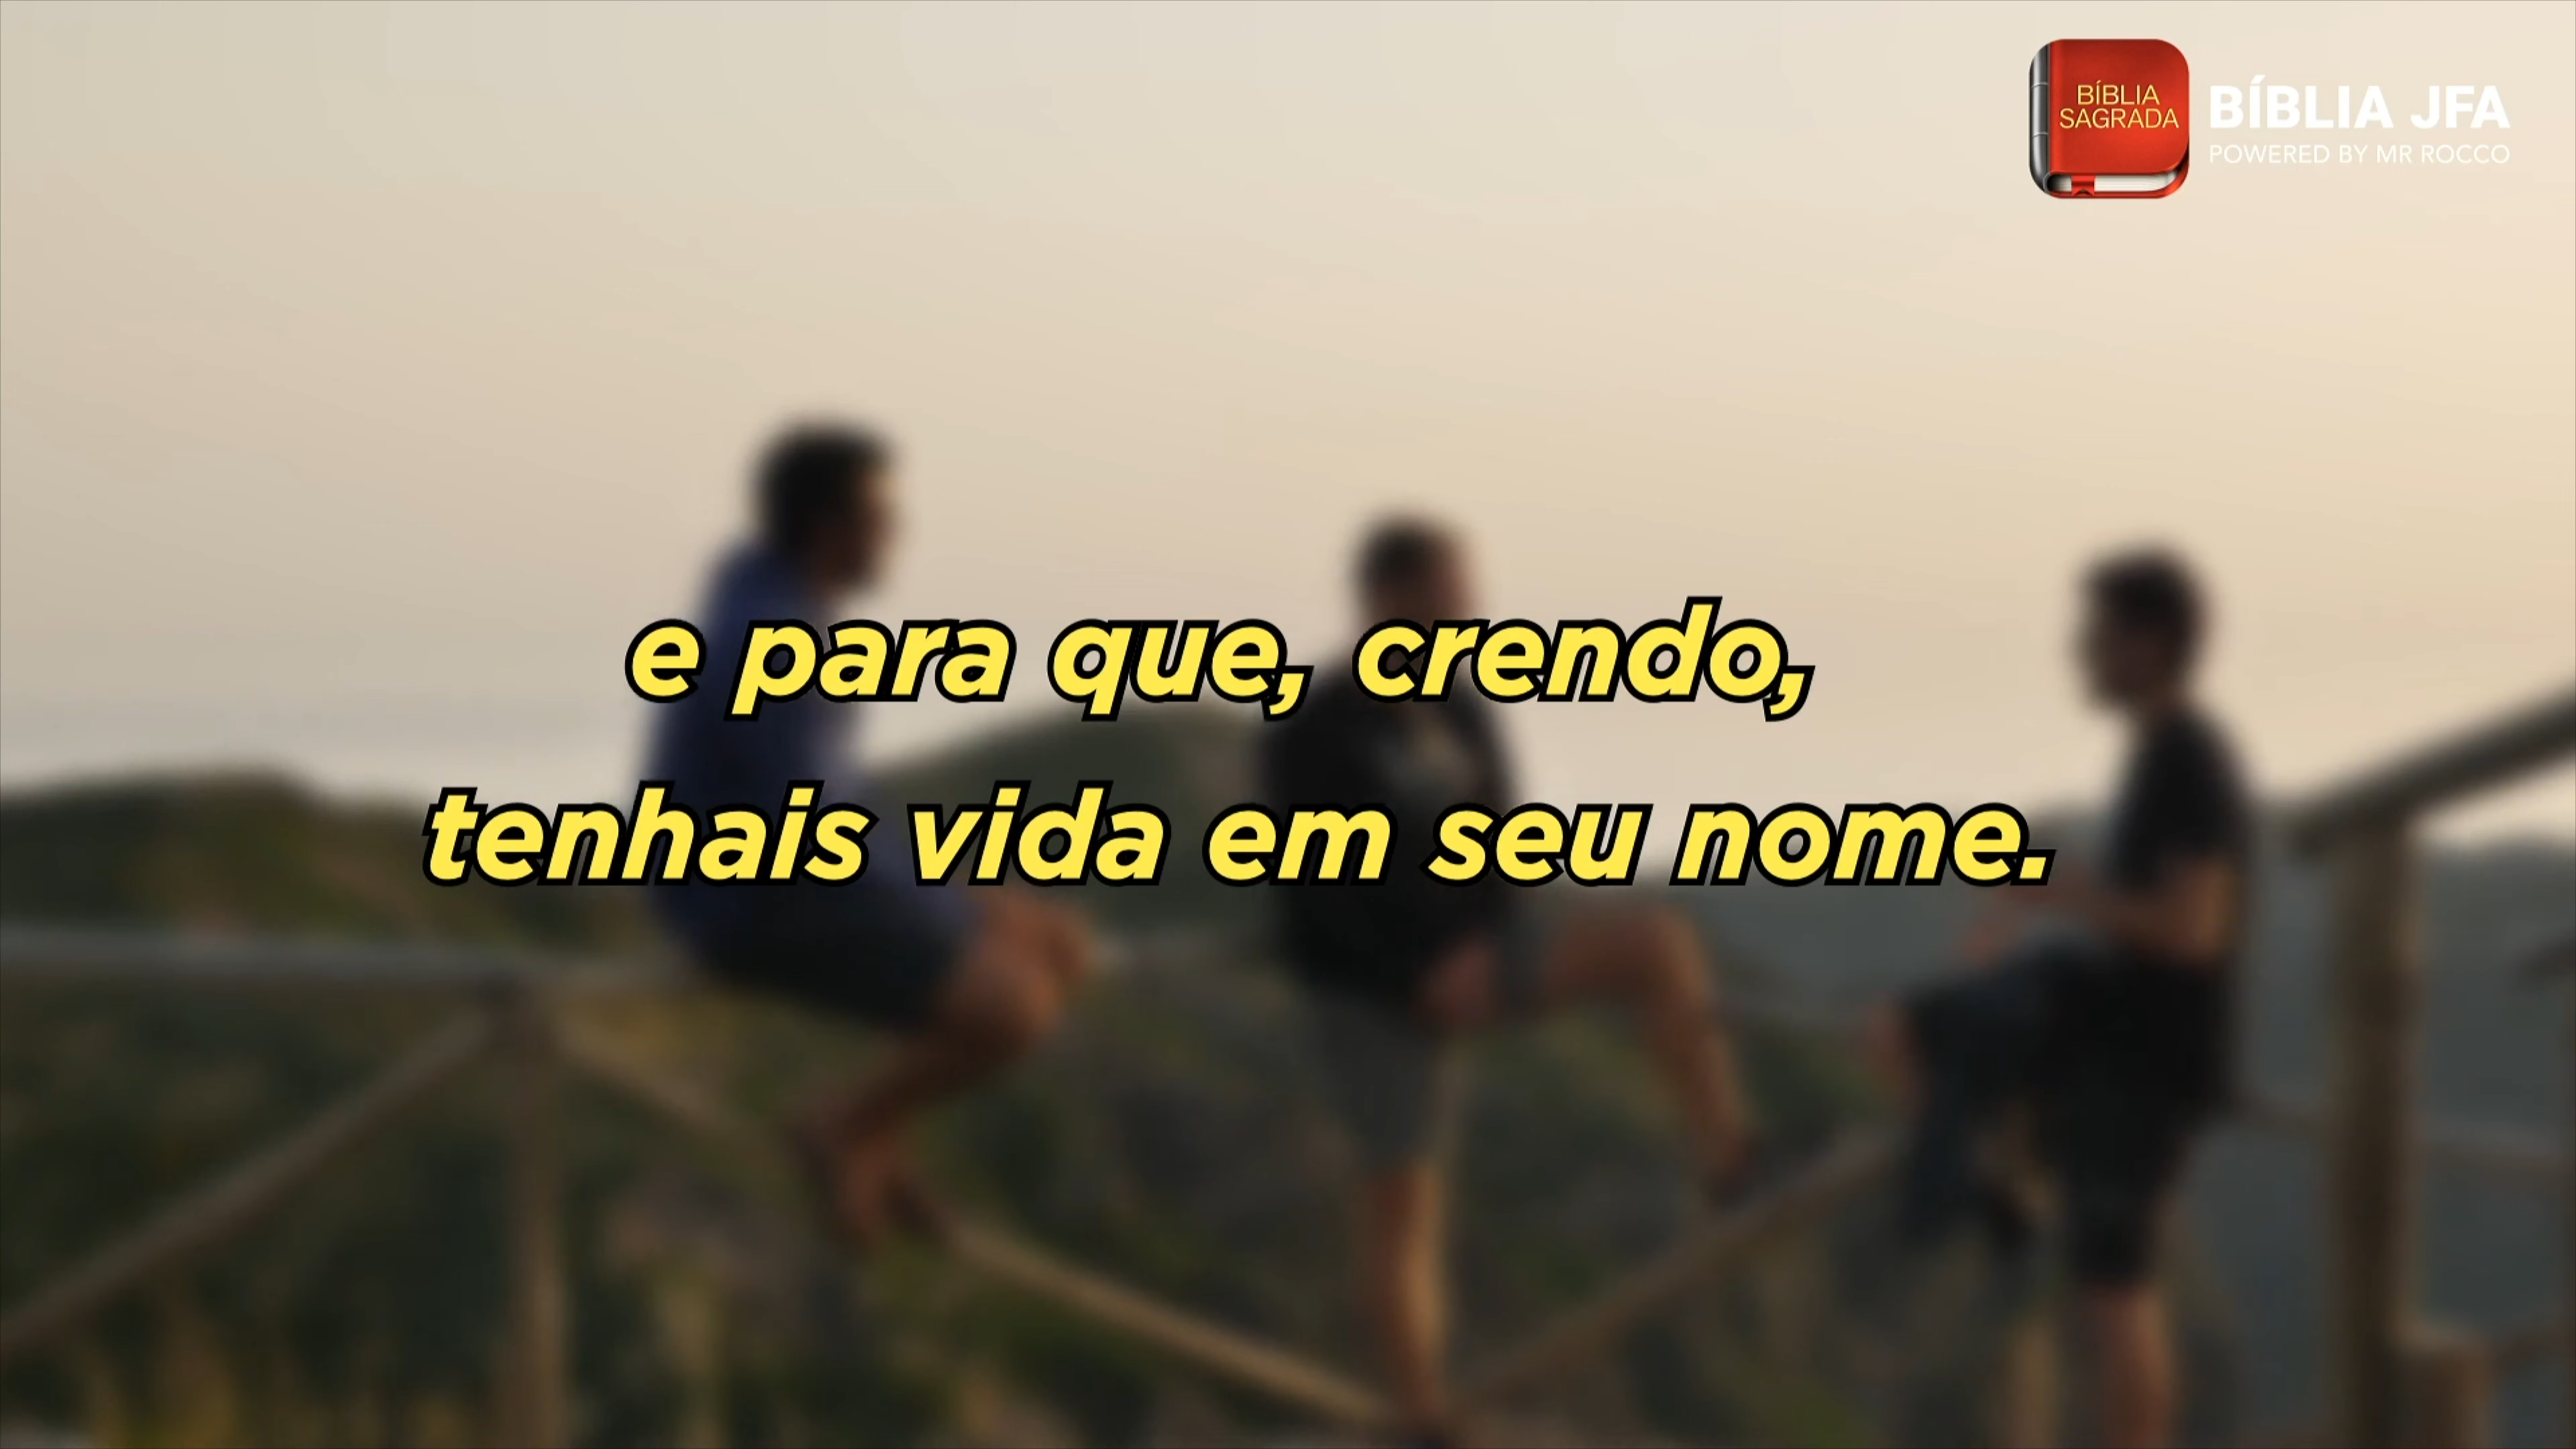 BÍBLIA
SAGRADA
BÍBLIA JFA
POWERED BY MR ROCCO
e para que, crendo,
tenhais vida em seu nome.